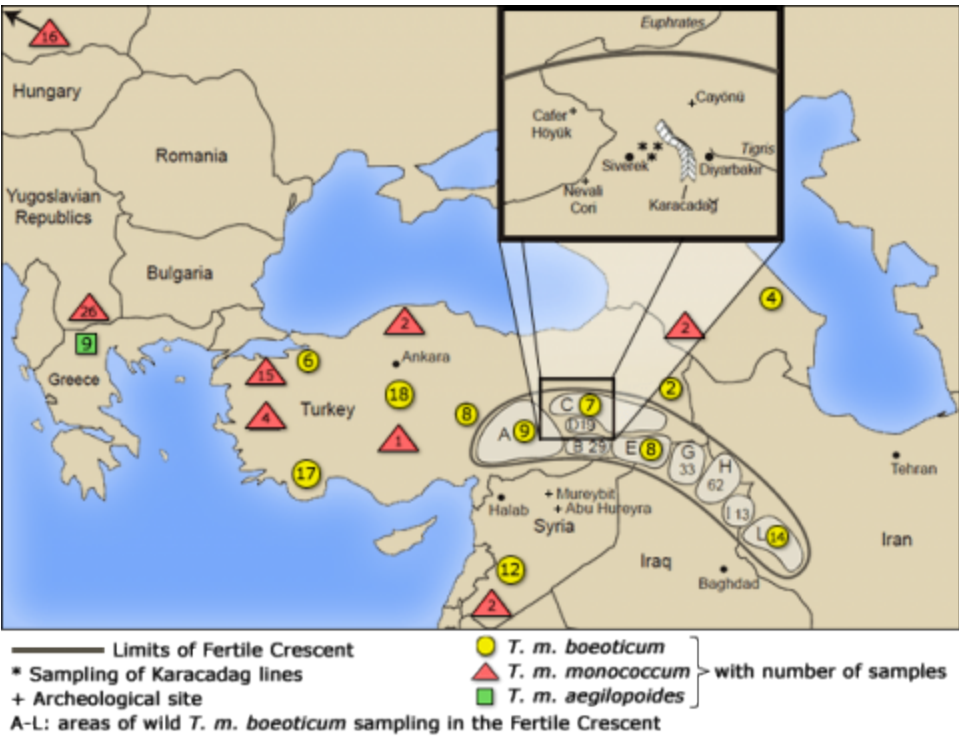 16
Hungary
Romania
Yugoslavian
Republics
Bulgaria
26
9
Greece
Euphrates
+Cayönü
Cafer +
Höyük
* *
*
Siverek
Tigris
Diyarbakir
+
Nevali
Cori
Karacadağ
4
2
2
Ankara
6
15
18
Turkey
4
1
8
17
2
A 9
C 7
D19
B 29
E 8
G
33
H
62
I 13
L 14
Tehran
Halab
+ Mureybit
+ Abu Hureyra
Syria
Iraq
Iran
Baghdad
12
2
Limits of Fertile Crescent
* Sampling of Karacadag lines
+ Archeological site
A-L: areas of wild T. m. boeoticum sampling in the Fertile Crescent
T. m. boeoticum
T. m. monococcum
T. m. aegilopoides
with number of samples